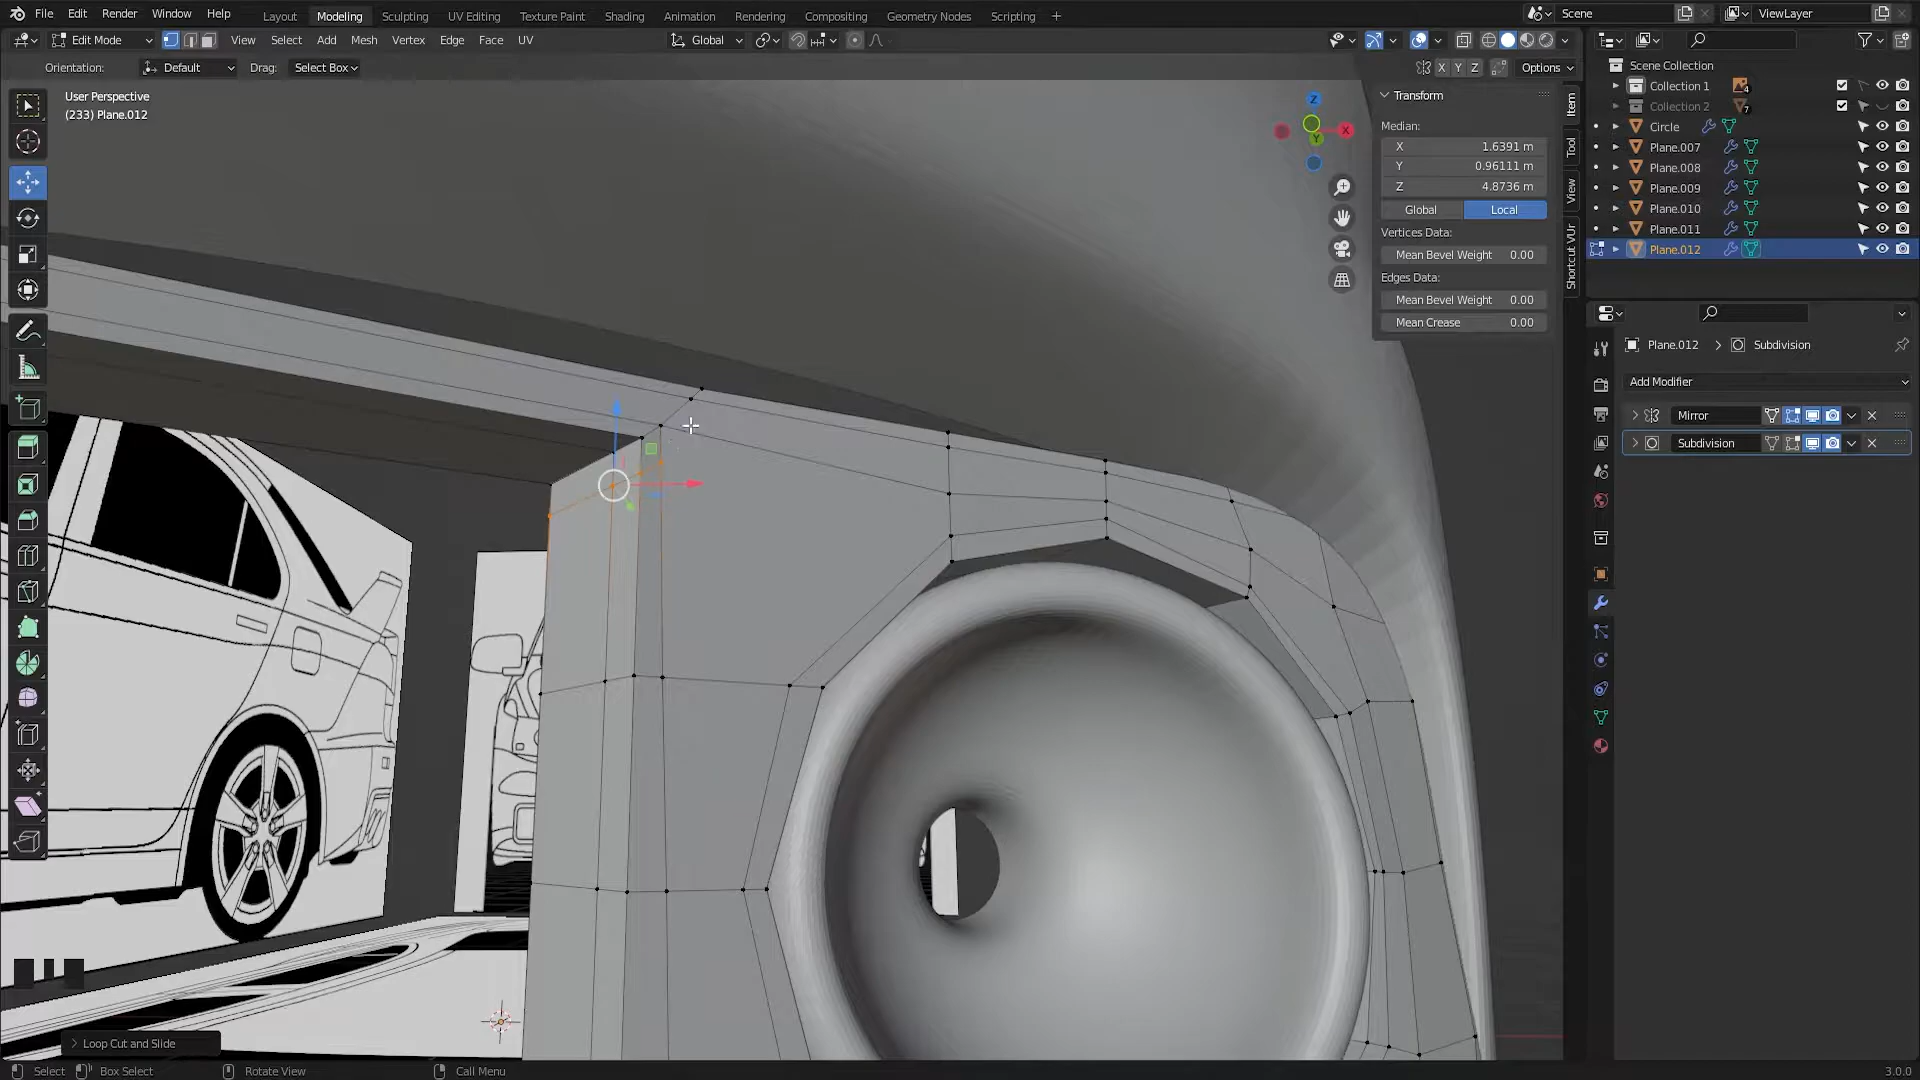 File Edit Render Window Help Layout Modeling Sculpting UV Editing Texture Paint Shading Animation Rendering Compositing Geometry Nodes Scripting + Scene ViewLayer
Edit Mode View Select Add Mesh Vertex Edge Face UV Global
Orientation: Default Drag: Select Box X Y Z Options
User Perspective
(233) Plane.012
Z
X
Y
Transform
Median:
X 1.6391 m
Y 0.96111 m
Z 4.8736 m
Global Local
Vertices Data:
Mean Bevel Weight 0.00
Edges Data:
Mean Bevel Weight 0.00
Mean Crease 0.00
Item
Tool
View
Shortcut VUr
Scene Collection
Collection 1 4
Collection 2 7
Circle
Plane.007
Plane.008
Plane.009
Plane.010
Plane.011
Plane.012
Plane.012 > Subdivision
Add Modifier
Mirror
Subdivision
> Loop Cut and Slide
Select Box Select Rotate View Call Menu 3.0.0